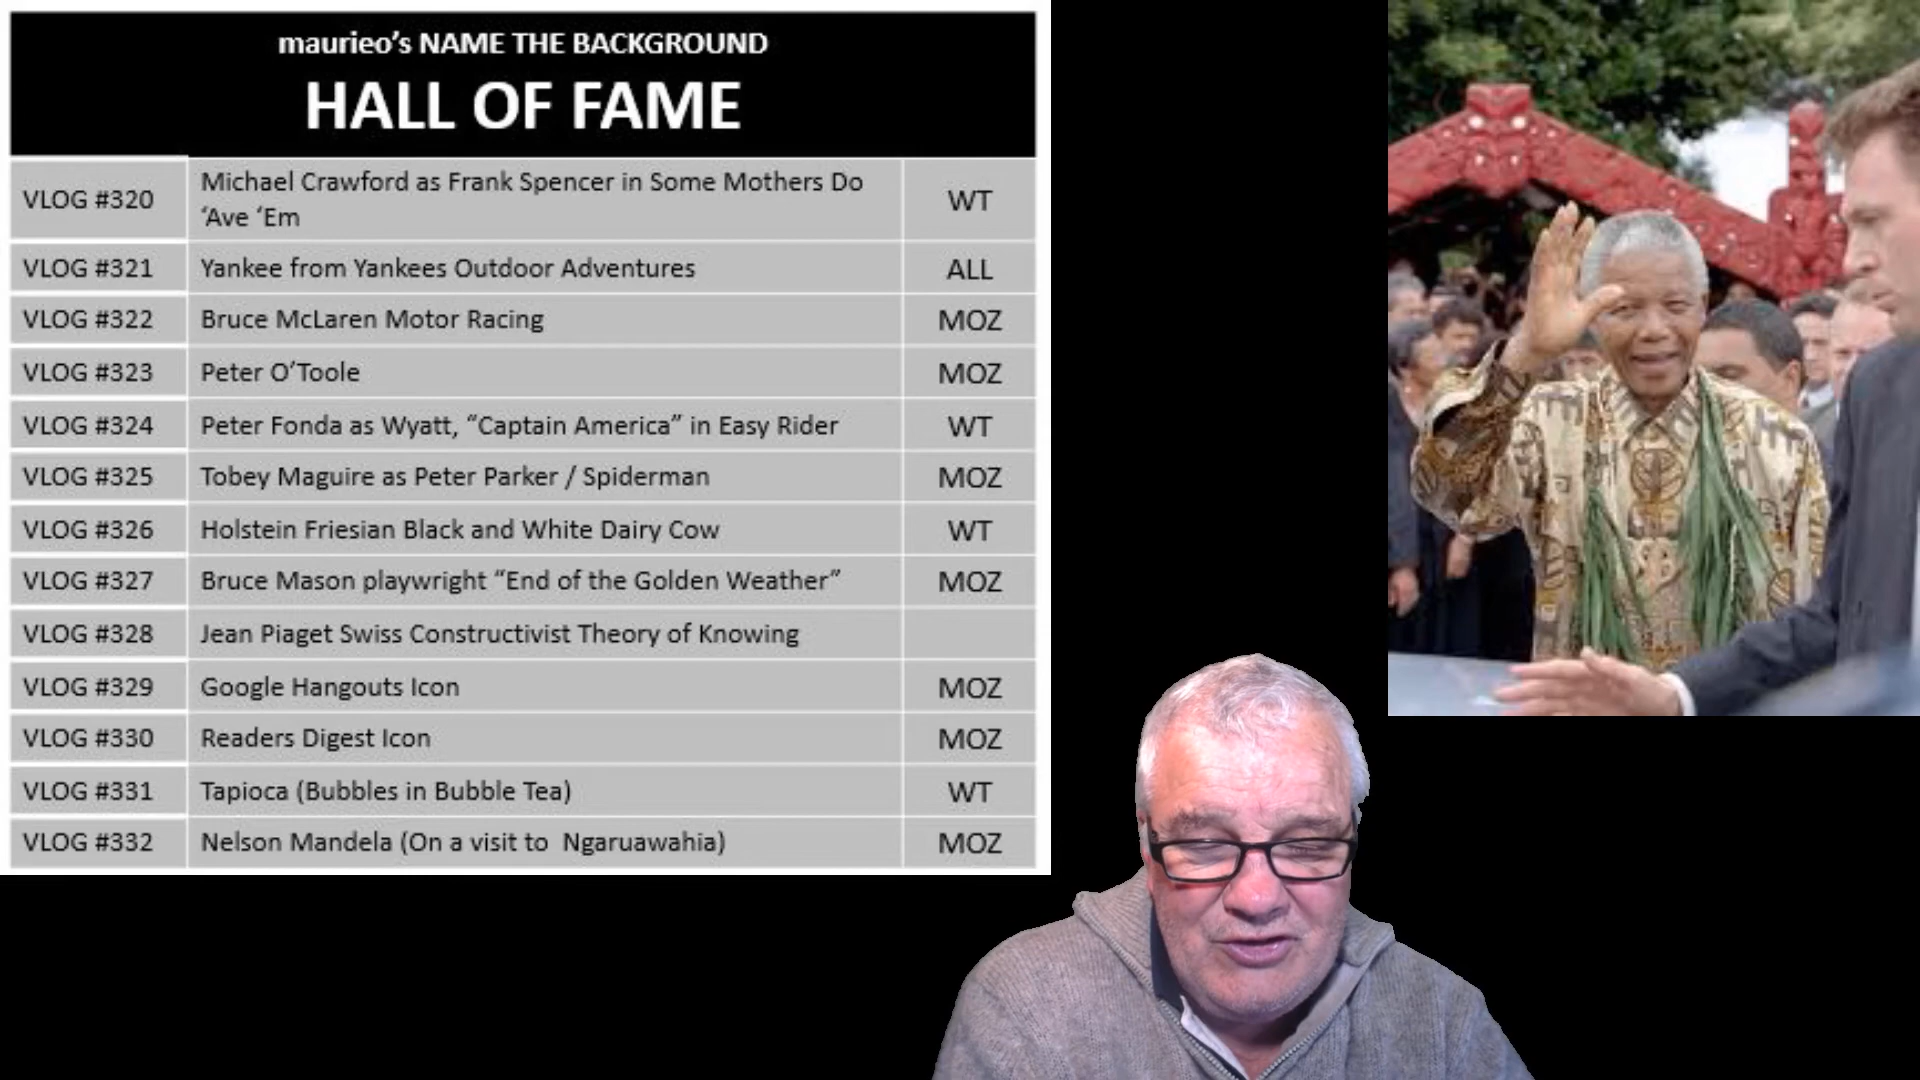 maurieo’s NAME THE BACKGROUND
HALL OF FAME
VLOG #320 Michael Crawford as Frank Spencer in Some Mothers Do WT
‘Ave ‘Em
VLOG #321 Yankee from Yankees Outdoor Adventures ALL
VLOG #322 Bruce McLaren Motor Racing MOZ
VLOG #323 Peter O’Toole MOZ
VLOG #324 Peter Fonda as Wyatt, “Captain America” in Easy Rider WT
VLOG #325 Tobey Maguire as Peter Parker / Spiderman MOZ
VLOG #326 Holstein Friesian Black and White Dairy Cow WT
VLOG #327 Bruce Mason playwright “End of the Golden Weather” MOZ
VLOG #328 Jean Piaget Swiss Constructivist Theory of Knowing
VLOG #329 Google Hangouts Icon MOZ
VLOG #330 Readers Digest Icon MOZ
VLOG #331 Tapioca (Bubbles in Bubble Tea) WT
VLOG #332 Nelson Mandela (On a visit to Ngaruawahia) MOZ